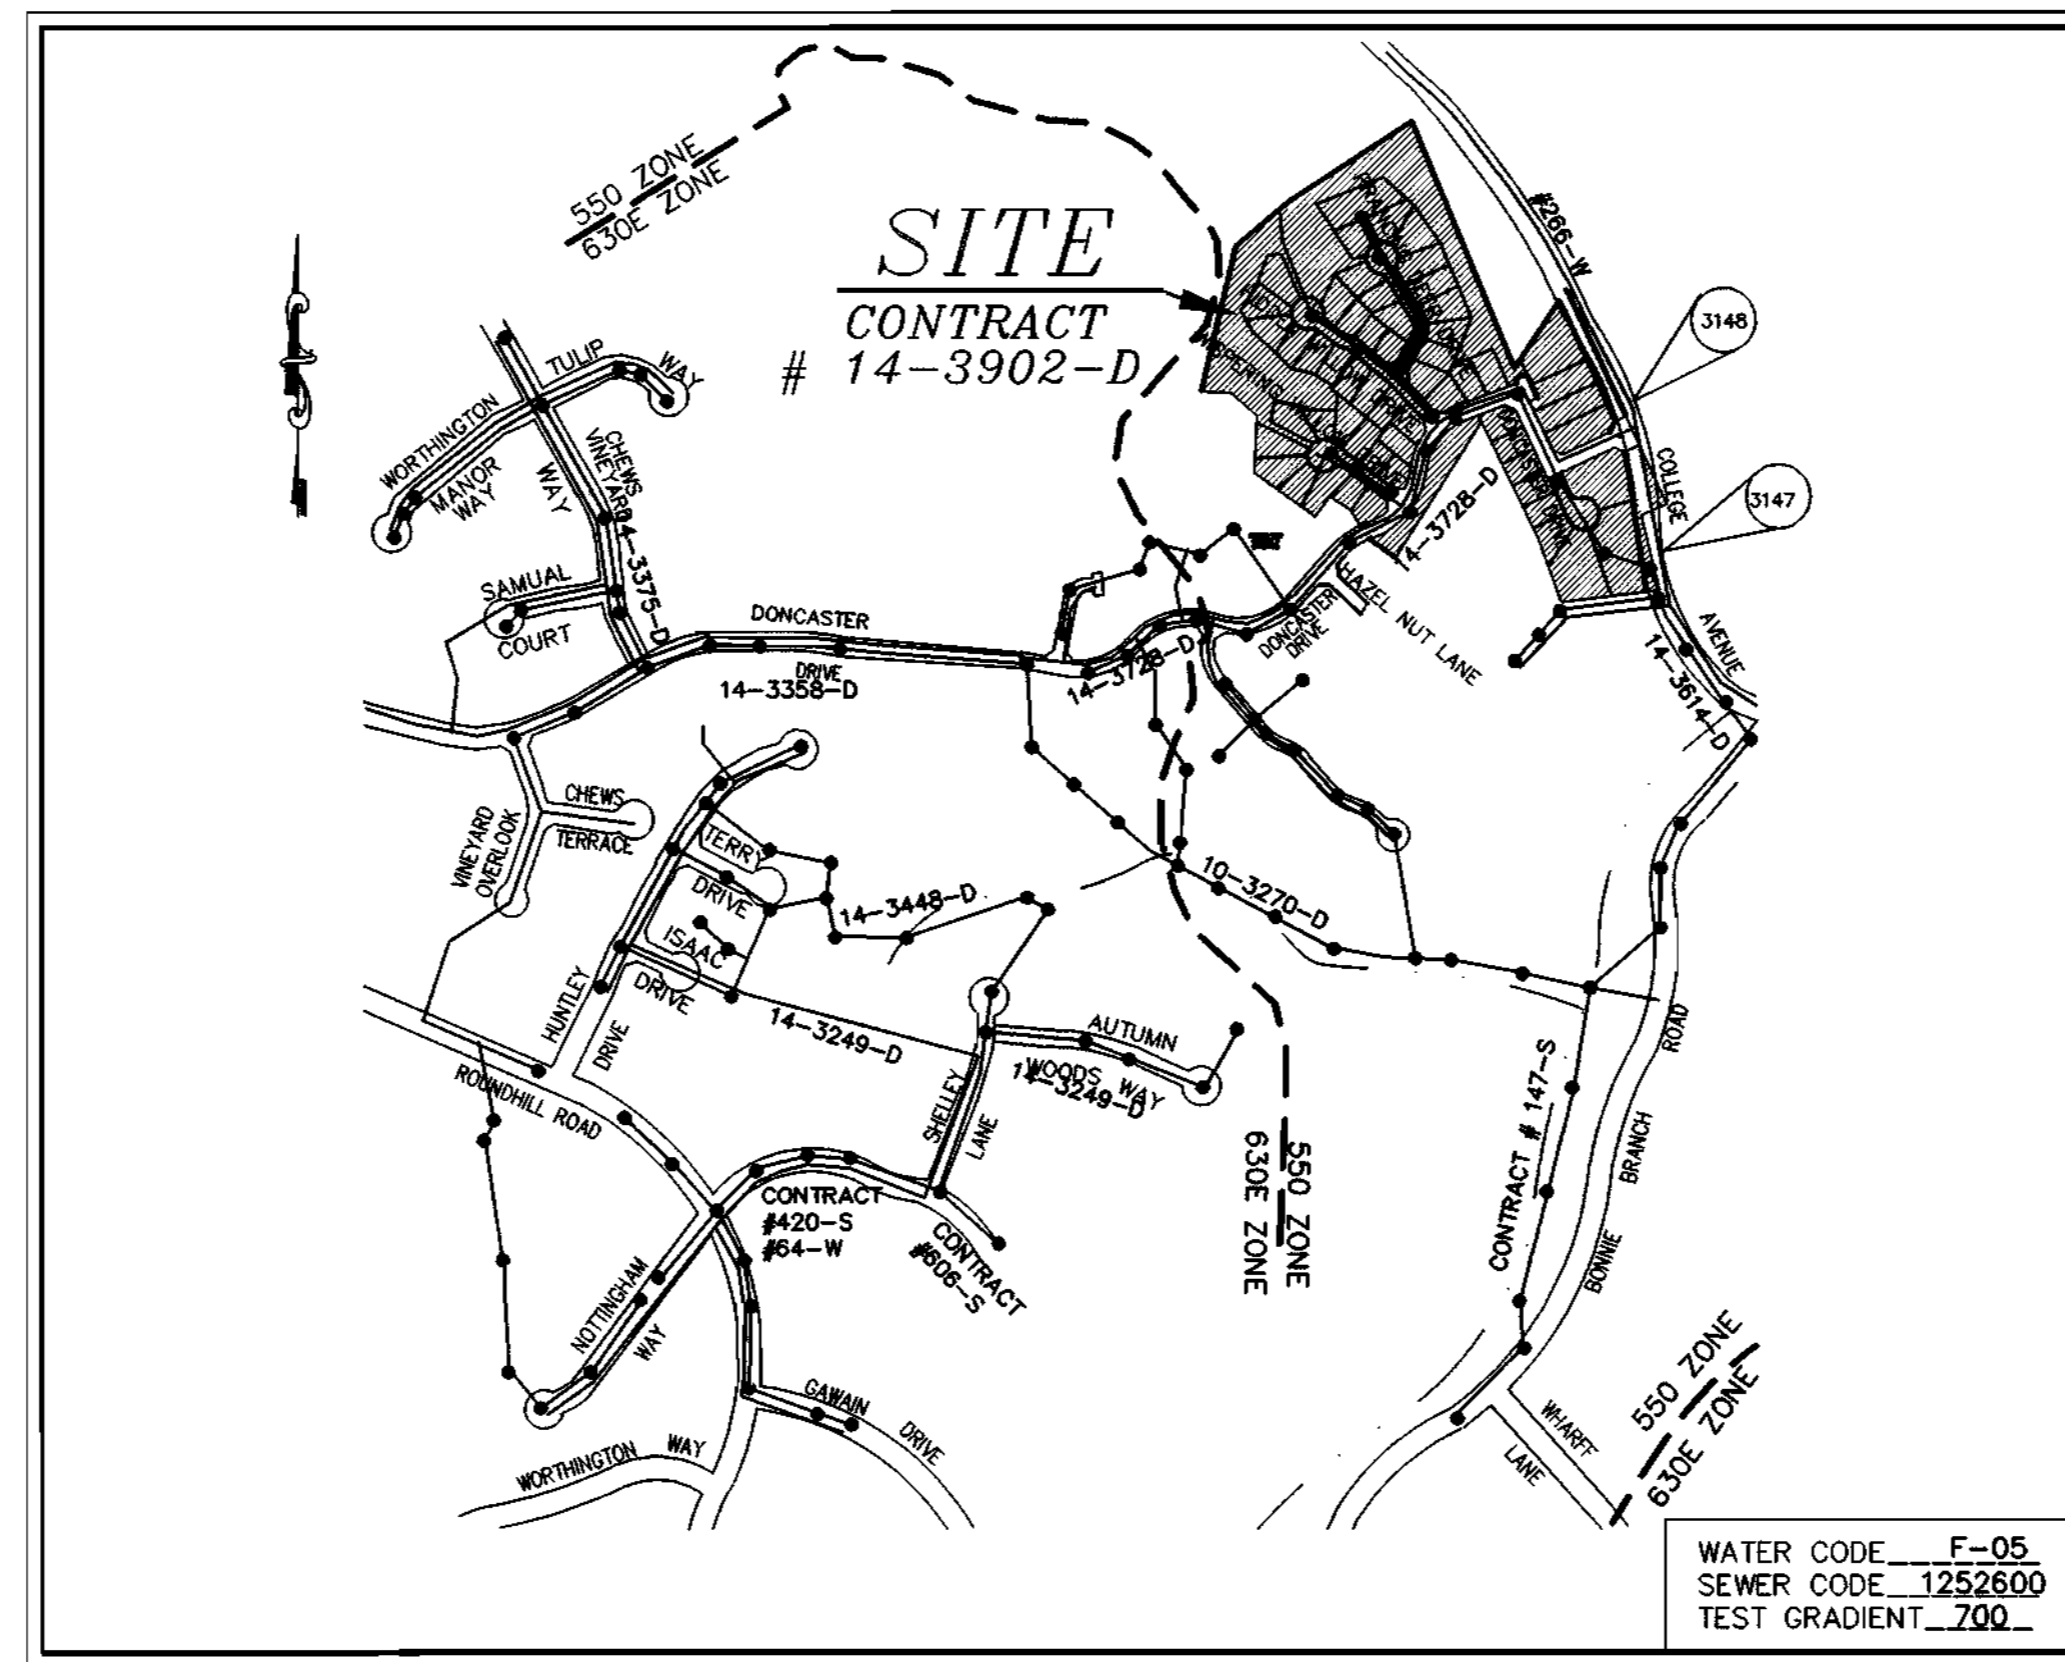 550 ZONE
630E ZONE
SITE
CONTRACT
# 14-3902-D
#266-W
3148
3147
COLLEGE
AVENUE
WILLOW DRIVE
DONCASTER DRIVE
14-3728-D
HAZEL NUT LANE
DONCASTER
DRIVE
14-3614-D
TULIP
WAY
WORTHINGTON
MANOR
WAY
CHEWS
VINEYARD
WAY
14-3375-D
SAMUAL
COURT
DONCASTER
DRIVE
14-3358-D
14-3728-D
CHEWS
TERRACE
VINEYARD
OVERLOOK
TERRY
DRIVE
ISAAC
DRIVE
14-3448-D
10-3270-D
HUNTLEY
DRIVE
14-3249-D
AUTUMN
WOODS WAY
14-3249-D
SHELLEY
LANE
ROUNDHILL ROAD
CONTRACT
#420-S
#64-W
CONTRACT
#606-S
NOTTINGHAM
WAY
GAWAIN
DRIVE
WORTHINGTON WAY
550 ZONE
630E ZONE
CONTRACT # 147-S
BONNIE
BRANCH
ROAD
WHARFF
LANE
550 ZONE
630E ZONE
WATER CODE F-05
SEWER CODE 1252600
TEST GRADIENT 700